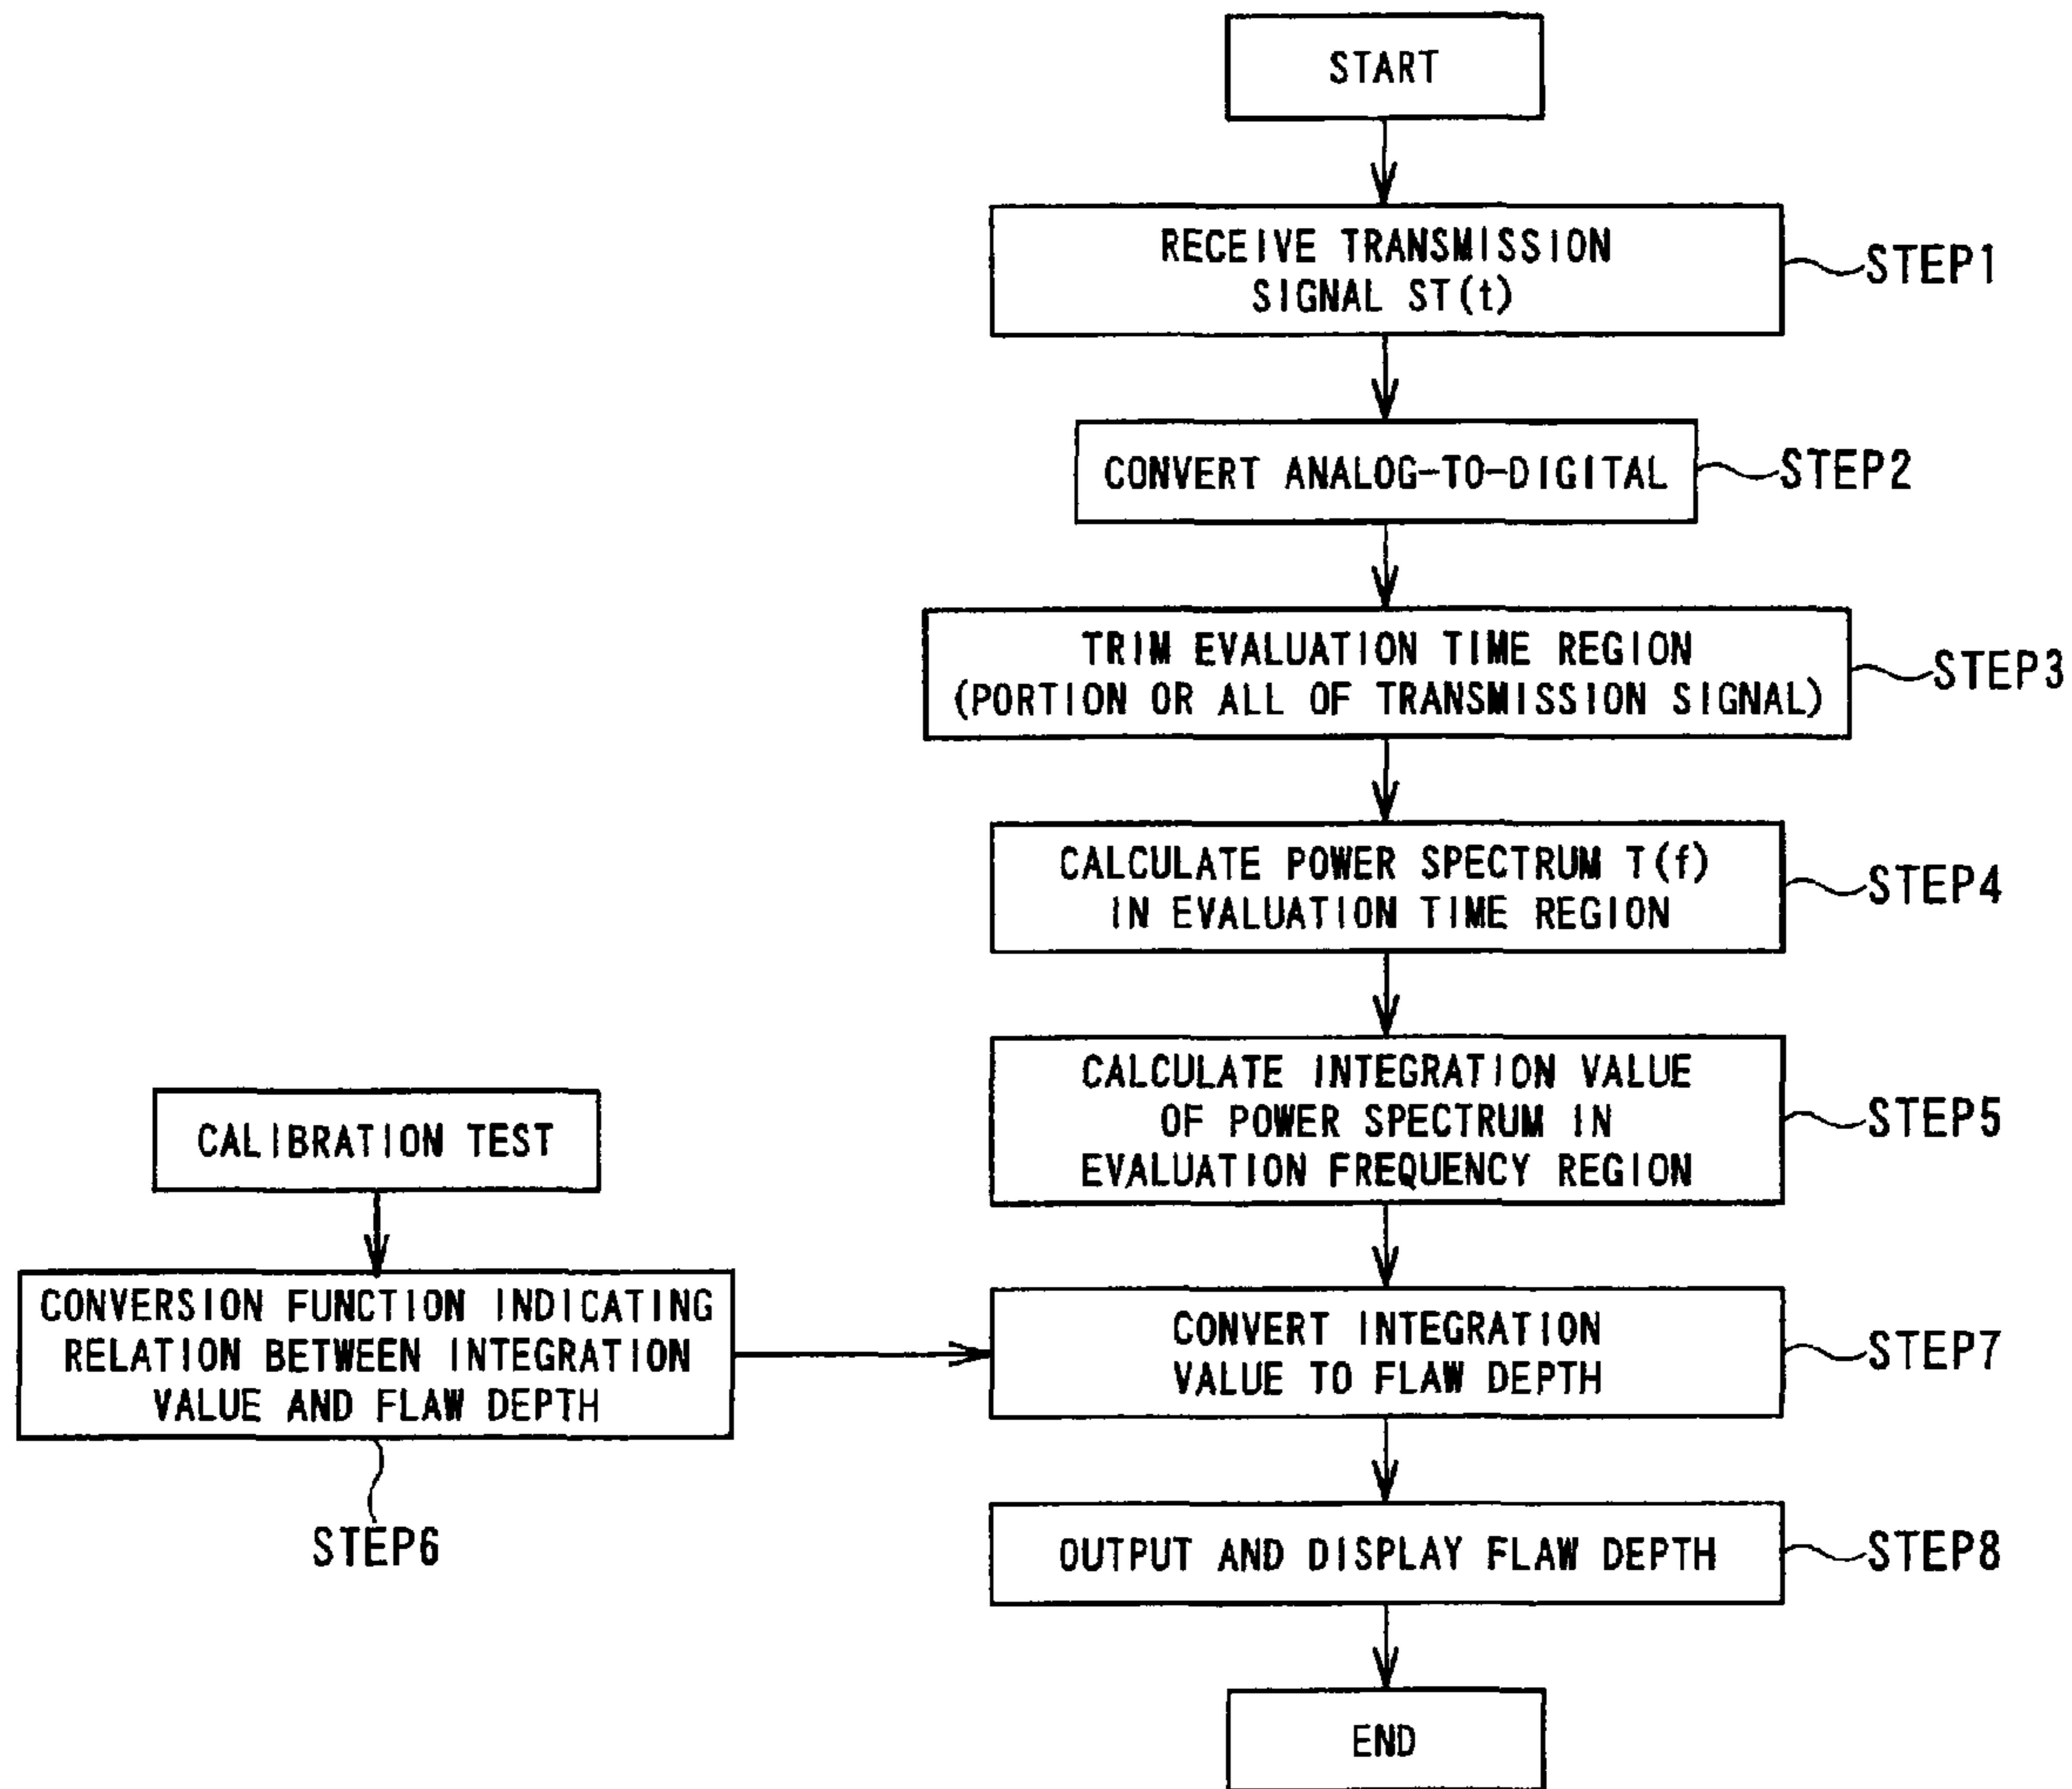 START
RECEIVE TRANSMISSION
SIGNAL ST(t)
STEP1
CONVERT ANALOG-TO-DIGITAL
STEP2
TRIM EVALUATION TIME REGION
(PORTION OR ALL OF TRANSMISSION SIGNAL)
STEP3
CALCULATE POWER SPECTRUM T(f)
IN EVALUATION TIME REGION
STEP4
CALCULATE INTEGRATION VALUE
OF POWER SPECTRUM IN
EVALUATION FREQUENCY REGION
STEP5
CALIBRATION TEST
CONVERSION FUNCTION INDICATING
RELATION BETWEEN INTEGRATION
VALUE AND FLAW DEPTH
STEP6
CONVERT INTEGRATION
VALUE TO FLAW DEPTH
STEP7
OUTPUT AND DISPLAY FLAW DEPTH
STEP8
END